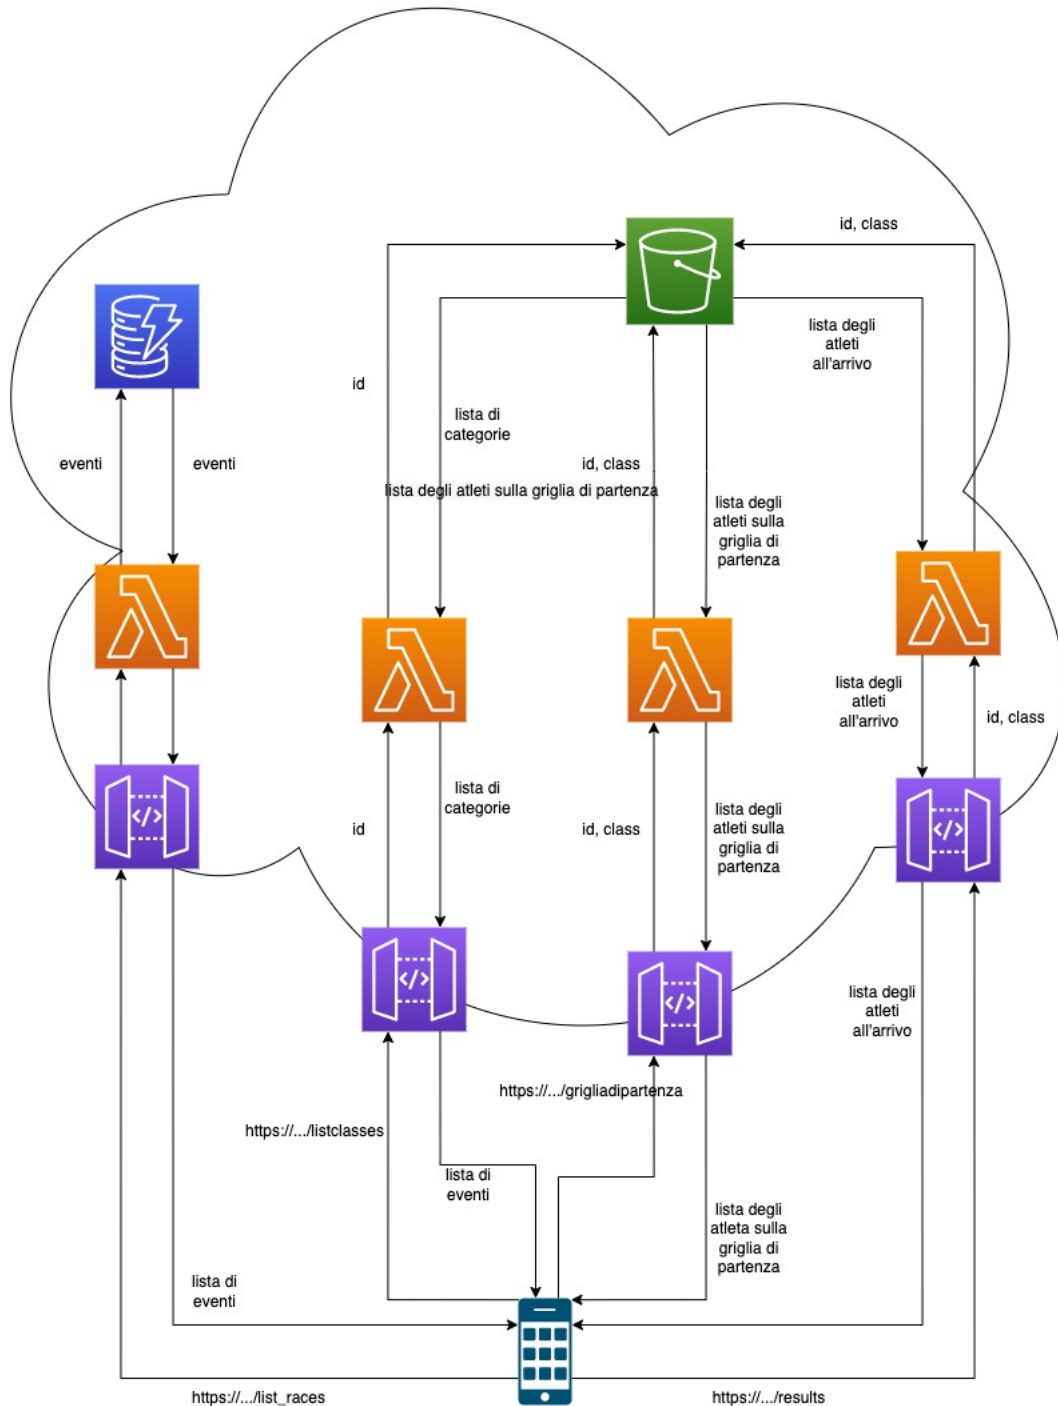 id, class
lista degli
atleti
all'arrivo
id
lista di
categorie
eventi
eventi
id, class
lista degli atleti sulla griglia di partenza
lista degli
atleti sulla
griglia di
partenza
lista degli
atleti
all'arrivo
id, class
lista di
categorie
id
id, class
lista degli
atleti sulla
griglia di
partenza
</>
</>
</>
</>
lista degli
atleti
all'arrivo
https://.../grigliadipartenza
https://.../listclasses
lista di
eventi
lista degli
atleta sulla
griglia di
partenza
lista di
eventi
https://.../list_races
https://.../results